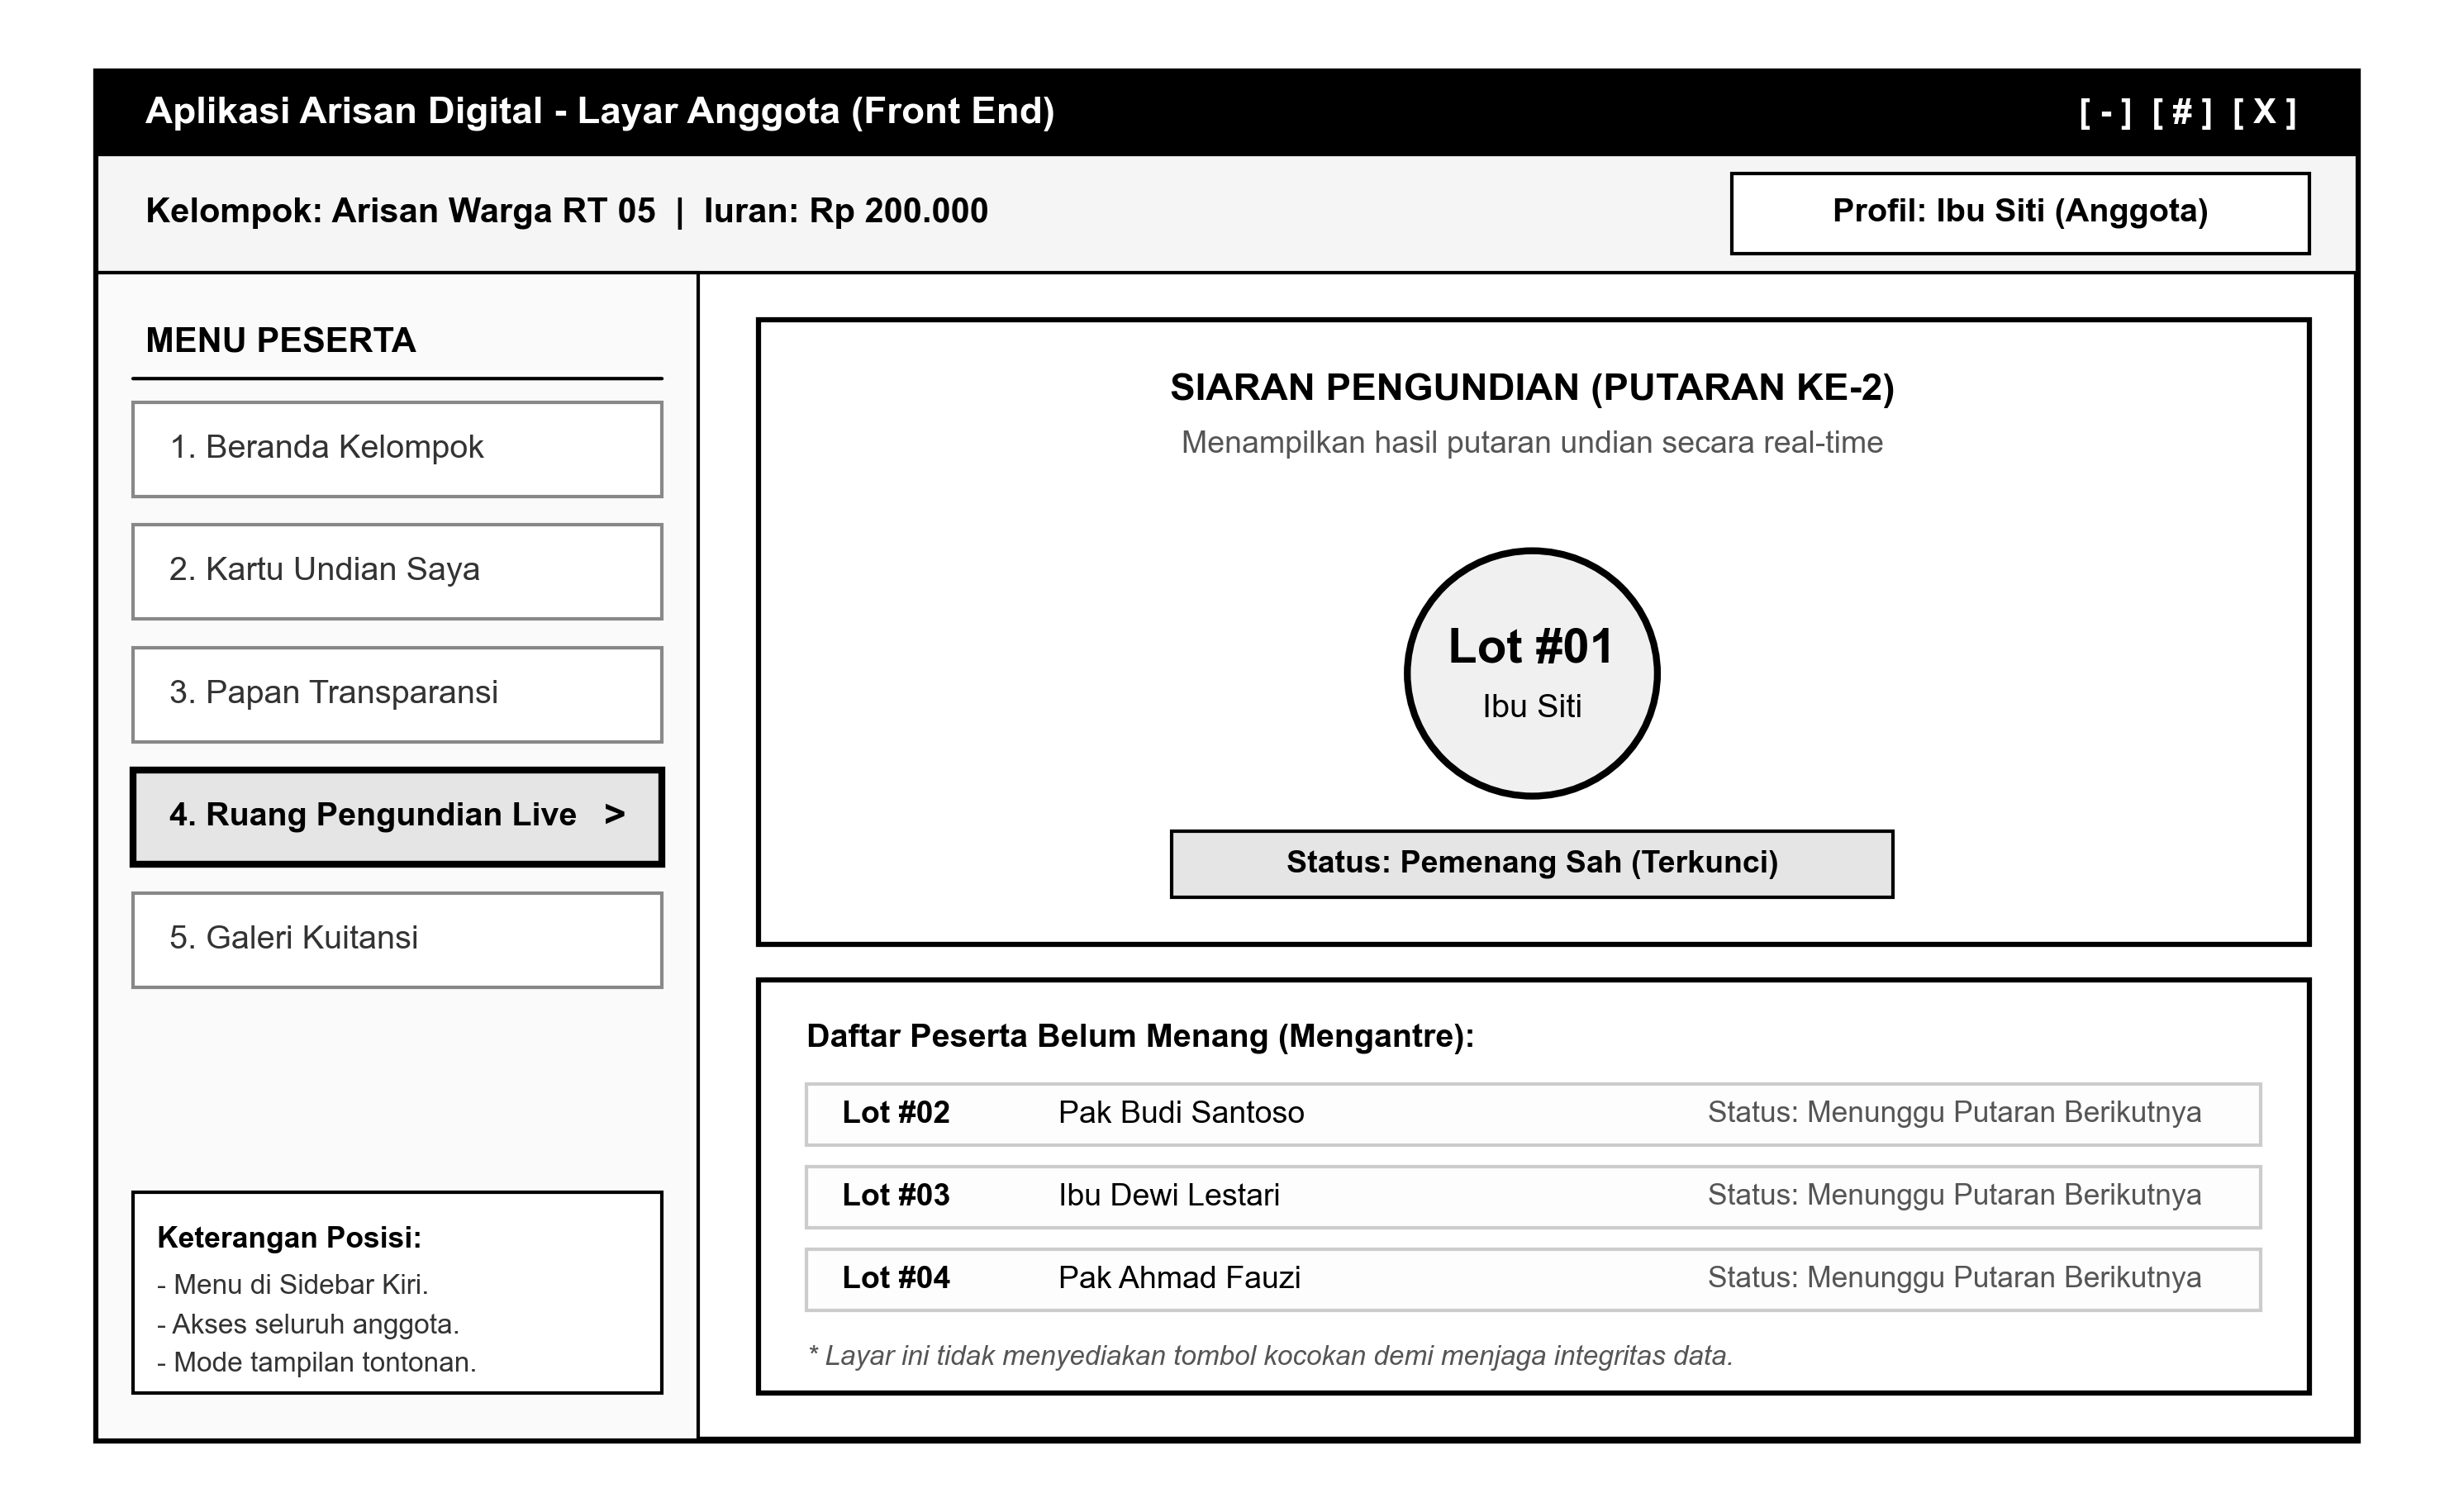 Aplikasi Arisan Digital - Layar Anggota (Front End)
[ - ] [ # ] [ X ]
Kelompok: Arisan Warga RT 05 | Iuran: Rp 200.000
Profil: Ibu Siti (Anggota)
MENU PESERTA
1. Beranda Kelompok
2. Kartu Undian Saya
3. Papan Transparansi
4. Ruang Pengundian Live >
5. Galeri Kuitansi
Keterangan Posisi:
- Menu di Sidebar Kiri.
- Akses seluruh anggota.
- Mode tampilan tontonan.
SIARAN PENGUNDIAN (PUTARAN KE-2)
Menampilkan hasil putaran undian secara real-time
Lot #01
Ibu Siti
Status: Pemenang Sah (Terkunci)
Daftar Peserta Belum Menang (Mengantre):
Lot #02 Pak Budi Santoso Status: Menunggu Putaran Berikutnya
Lot #03 Ibu Dewi Lestari Status: Menunggu Putaran Berikutnya
Lot #04 Pak Ahmad Fauzi Status: Menunggu Putaran Berikutnya
* Layar ini tidak menyediakan tombol kocokan demi menjaga integritas data.